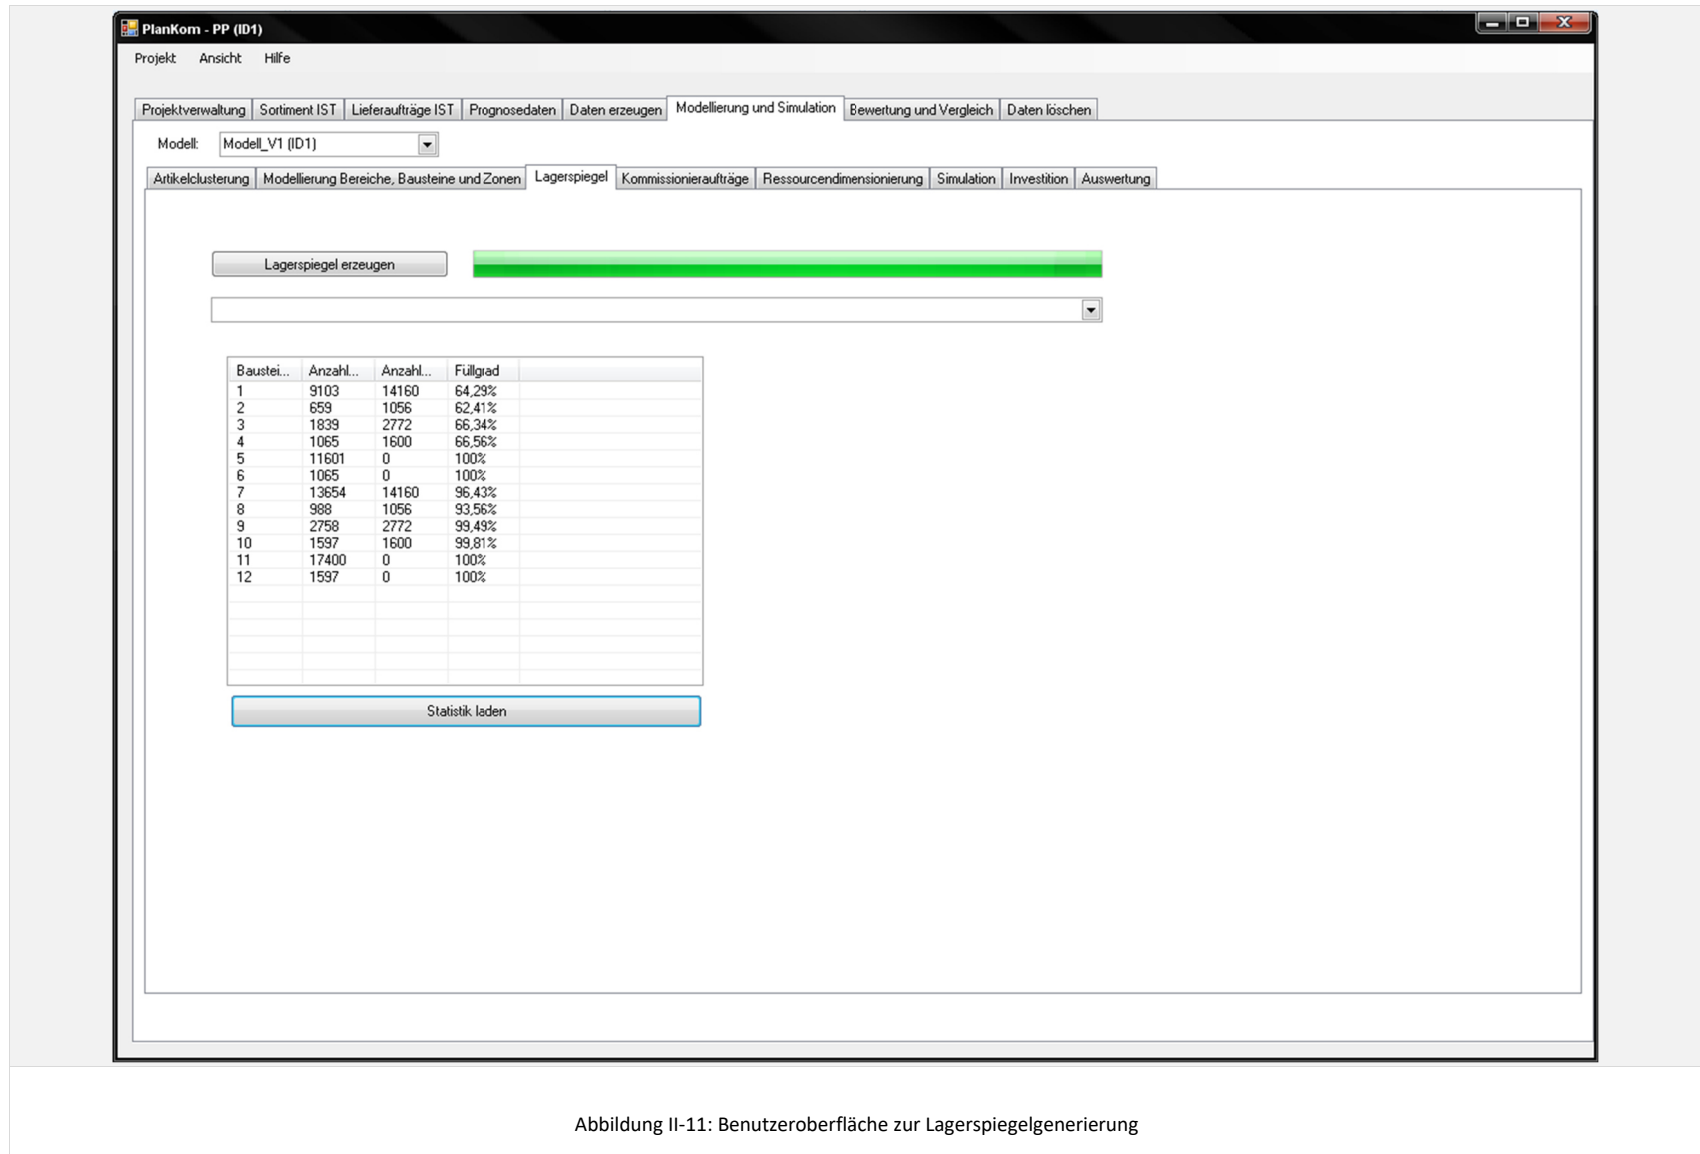 PlanKom - PP (ID1)
Projekt Ansicht Hilfe
Projektverwaltung Sortiment IST Lieferaufträge IST Prognosedaten Daten erzeugen Modellierung und Simulation Bewertung und Vergleich Daten löschen
Modell: Modell_V1 (ID1)
Artikelclusterung Modellierung Bereiche, Bausteine und Zonen Lagerspiegel Kommissionieraufträge Ressourcendimensionierung Simulation Investition Auswertung
Lagerspiegel erzeugen
Baustei... Anzahl... Anzahl... Füllgrad
1 9103 14160 64,29%
2 659 1056 62,41%
3 1839 2772 66,34%
4 1065 1600 66,56%
5 11601 0 100%
6 1065 0 100%
7 13654 14160 96,43%
8 988 1056 93,56%
9 2758 2772 99,49%
10 1597 1600 99,81%
11 17400 0 100%
12 1597 0 100%
Statistik laden
Abbildung II-11: Benutzeroberfläche zur Lagerspiegelgenerierung